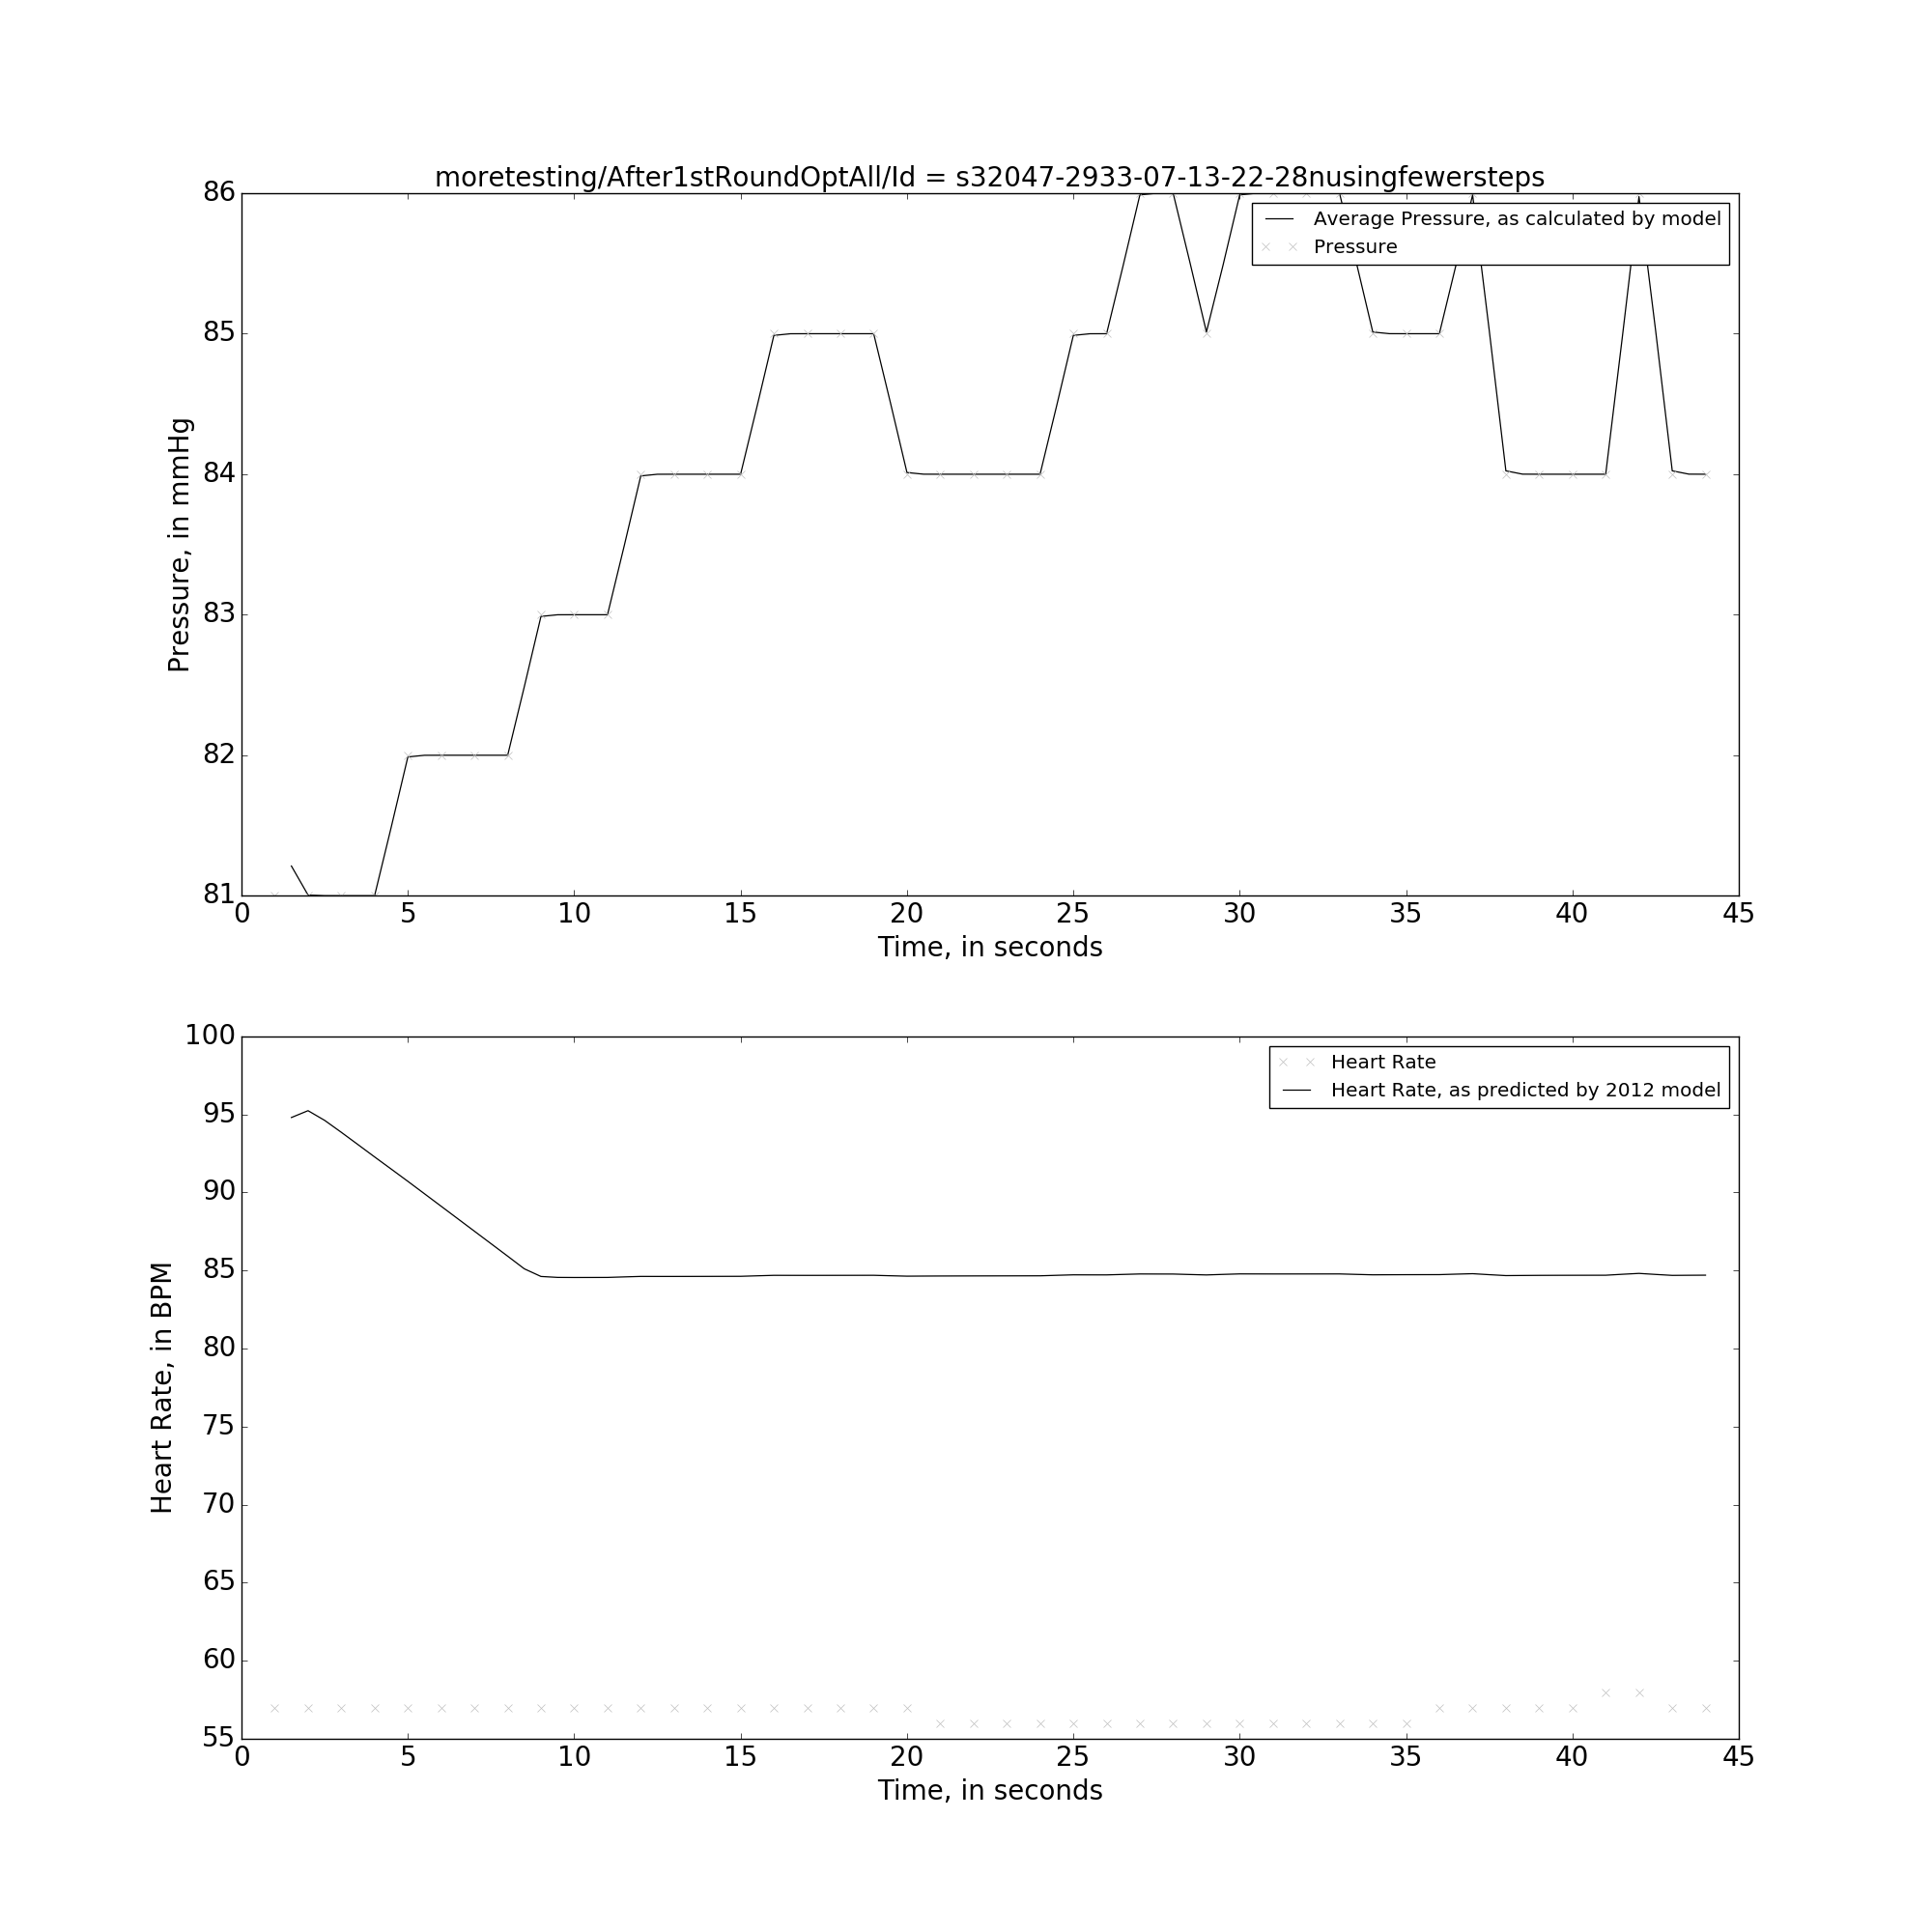 moretesting/After1stRoundOptAll/Id = s32047-2933-07-13-22-28nusingfewersteps
Average Pressure, as calculated by model
Pressure
Pressure, in mmHg
86
85
84
83
82
81
0 5 10 15 20 25 30 35 40 45
Time, in seconds
Heart Rate
Heart Rate, as predicted by 2012 model
Heart Rate, in BPM
100
95
90
85
80
75
70
65
60
55
0 5 10 15 20 25 30 35 40 45
Time, in seconds